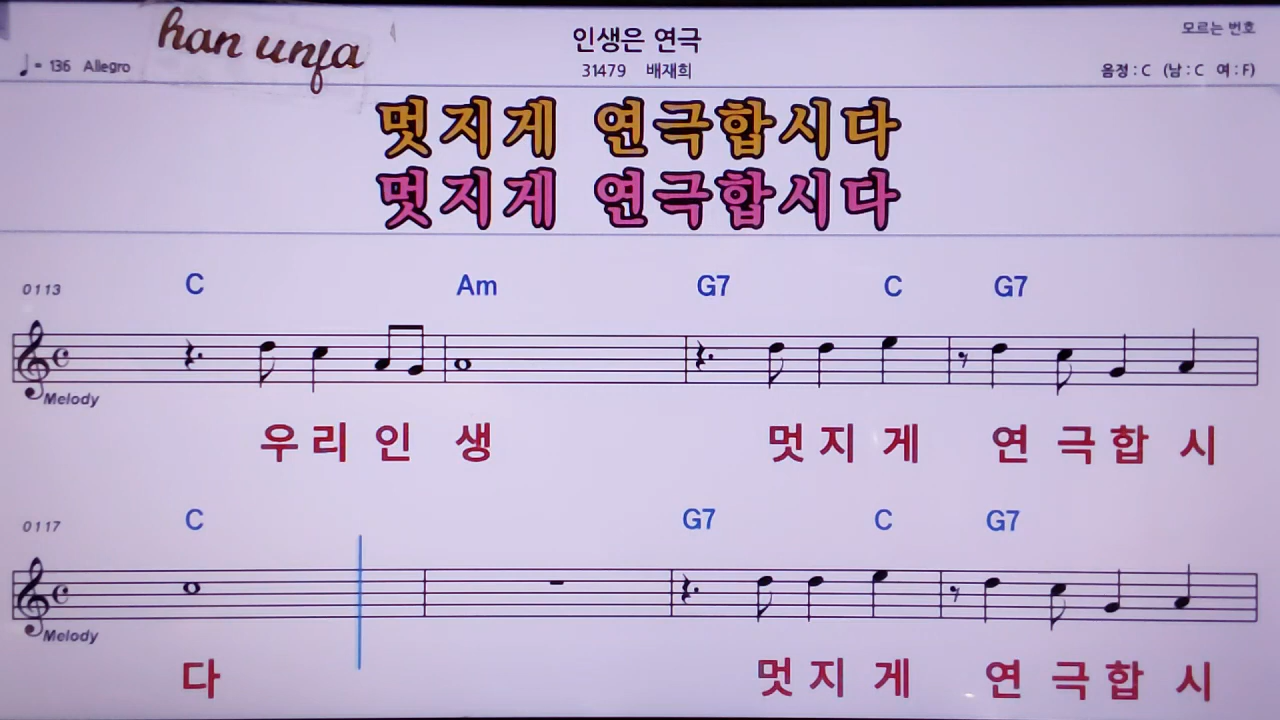 han unfa
인생은 연극
모르는 번호
♩ = 136 Allegro
31479 배재희
음정 : C (남 : C 여 : F)
멋지게 연극합시다
멋지게 연극합시다
0113 C Am G7 C G7
Melody
우 리 인 생 멋 지 게 연 극 합 시
0117 C G7 C G7
Melody
다 멋 지 게 연 극 합 시